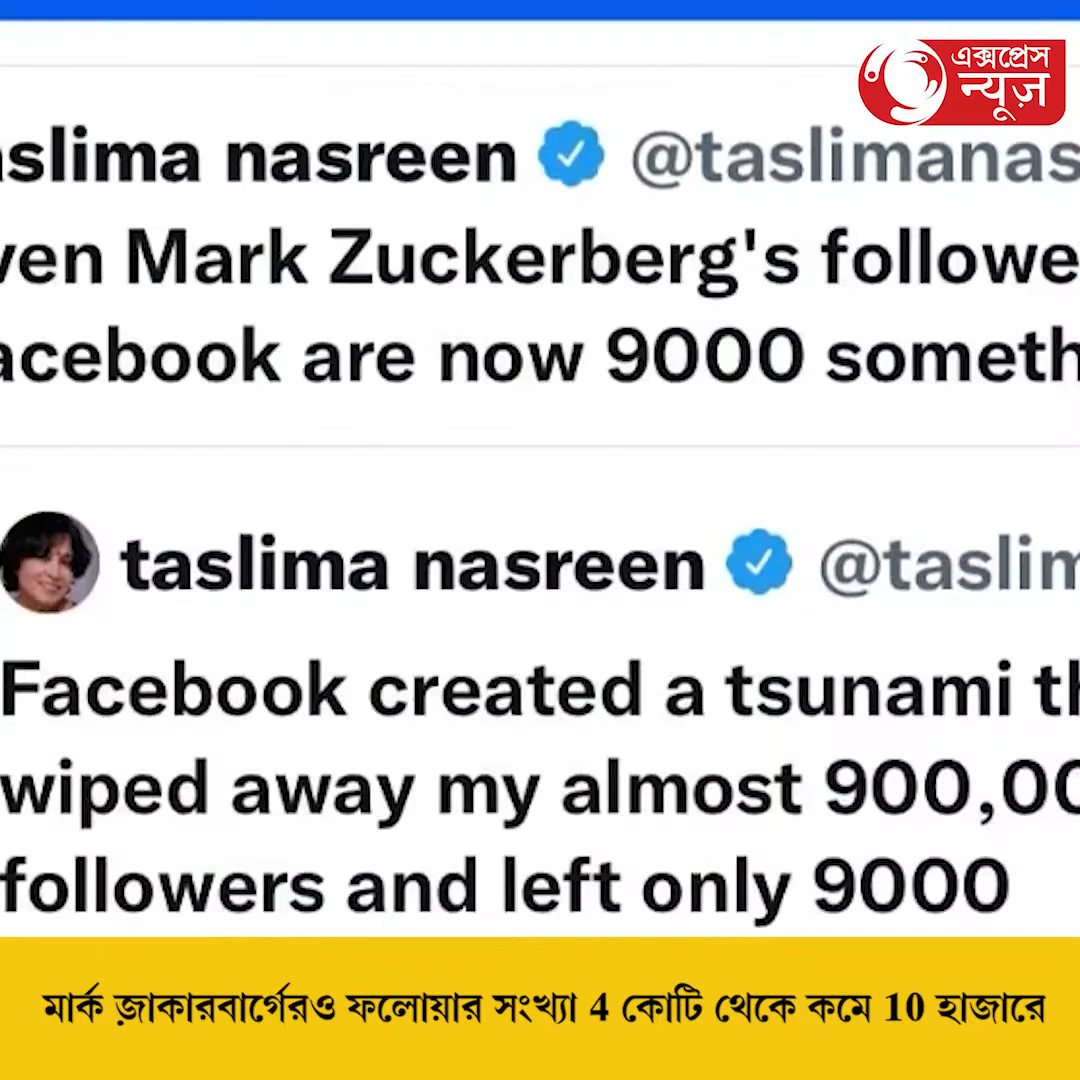 এক্সপ্রেস
ন্যূজ়
aslima nasreen @taslimanas
ven Mark Zuckerberg's followe
acebook are now 9000 someth
taslima nasreen @taslim
Facebook created a tsunami th
wiped away my almost 900,00
followers and left only 9000
মার্ক জ়াকারবার্গেরও ফলোয়ার সংখ্যা 4 কোটি থেকে কমে 10 হাজারে